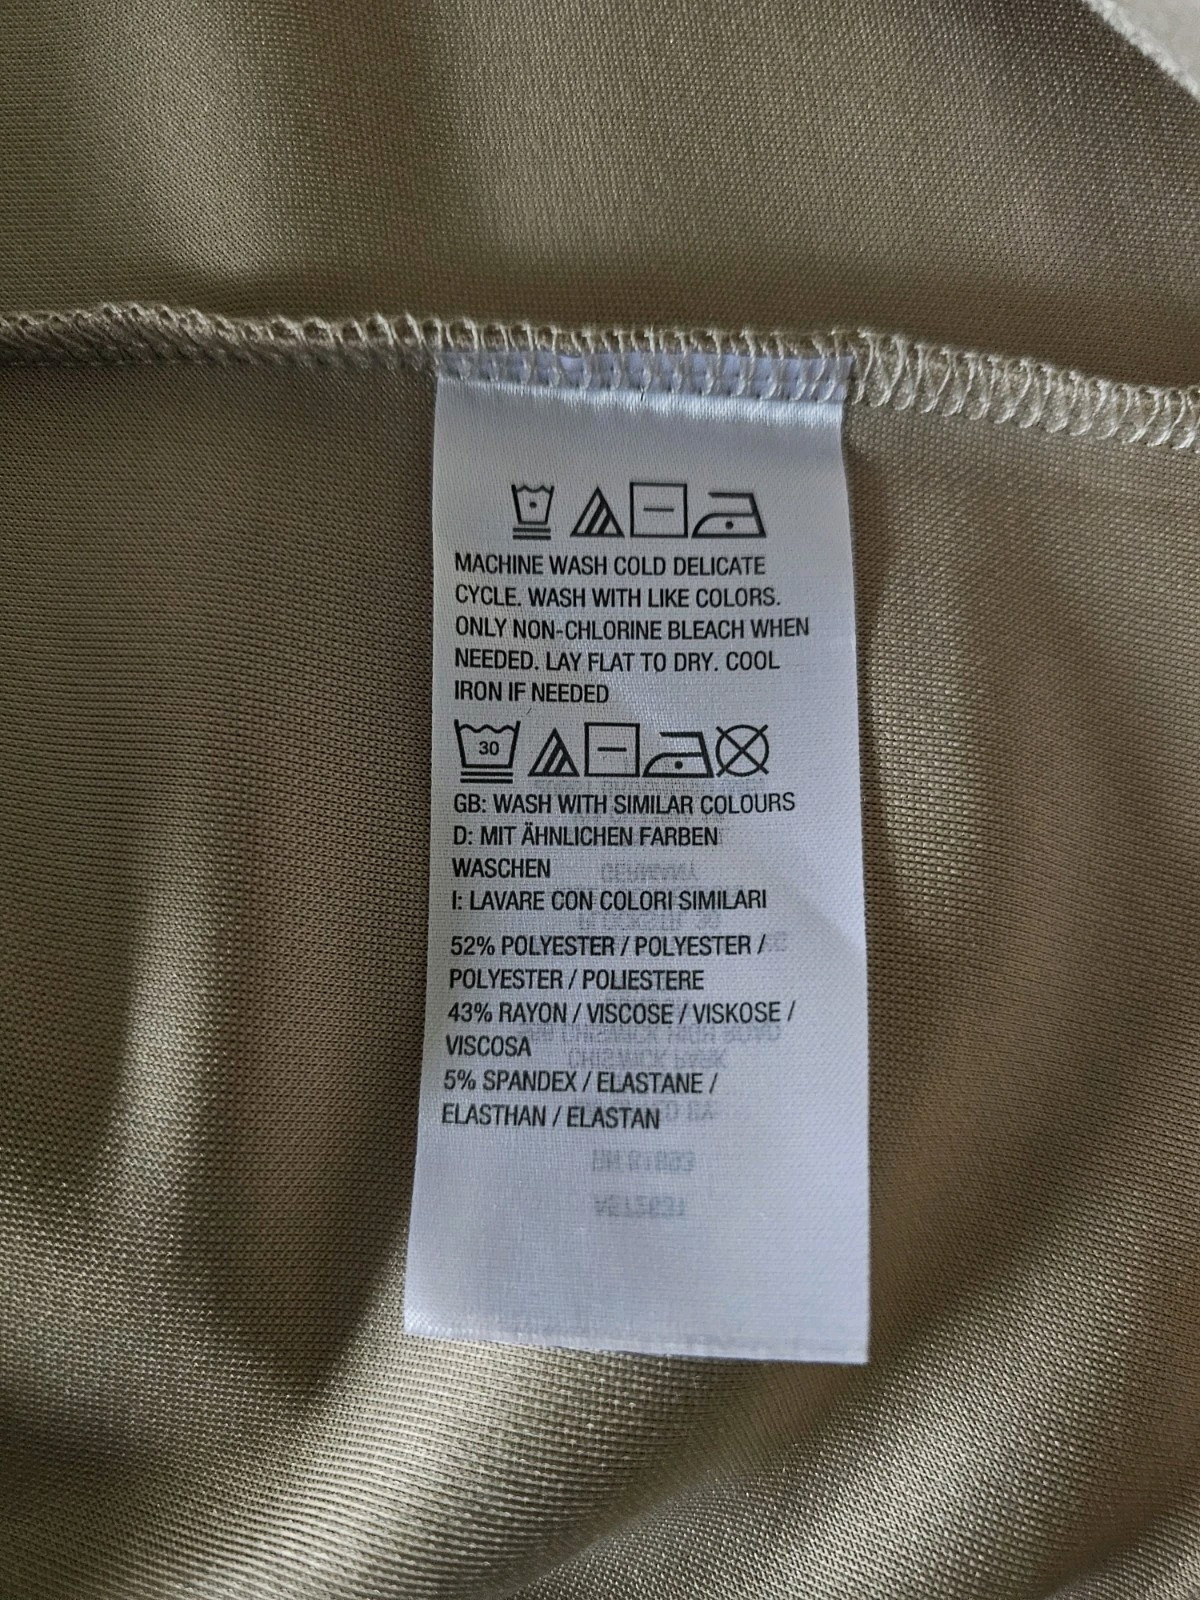 MACHINE WASH COLD DELICATE
CYCLE. WASH WITH LIKE COLORS.
ONLY NON-CHLORINE BLEACH WHEN
NEEDED. LAY FLAT TO DRY. COOL
IRON IF NEEDED
30
GB: WASH WITH SIMILAR COLOURS
D: MIT ÄHNLICHEN FARBEN
WASCHEN
I: LAVARE CON COLORI SIMILARI
52% POLYESTER / POLYESTER /
POLYESTER / POLIESTERE
43% RAYON / VISCOSE / VISKOSE /
VISCOSA
5% SPANDEX / ELASTANE /
ELASTHAN / ELASTAN